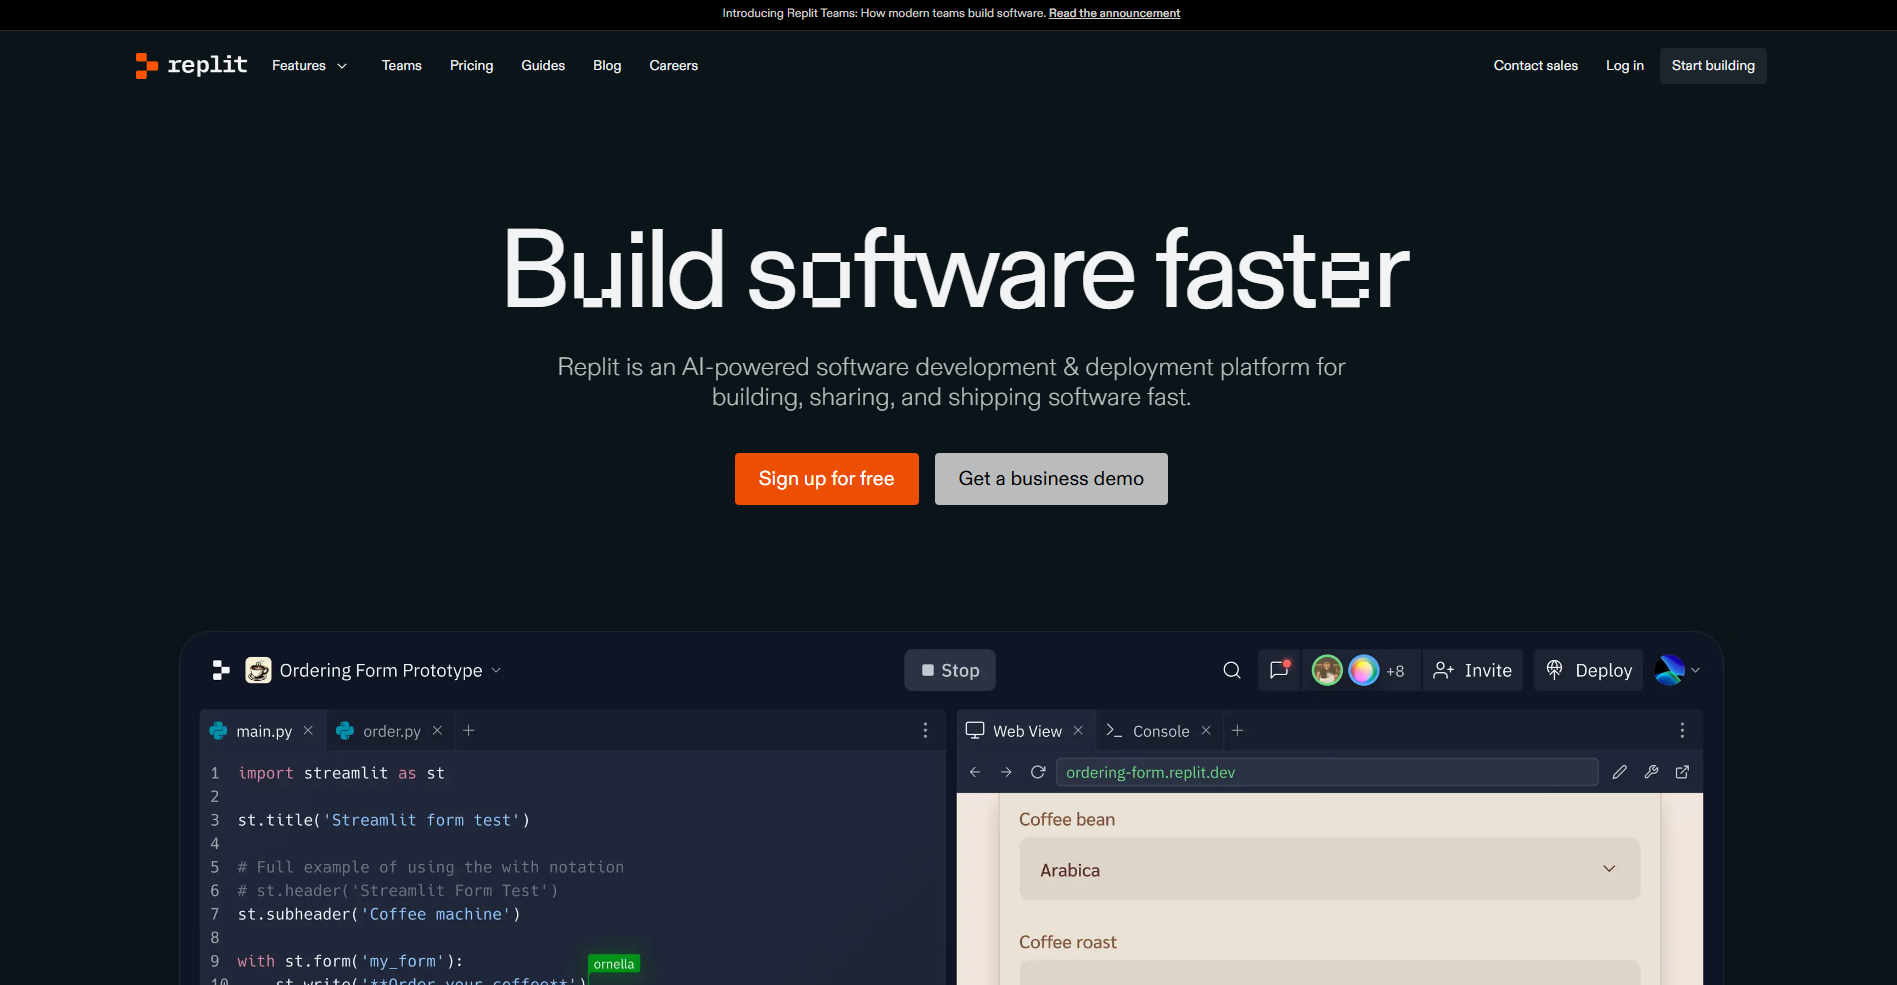 Introducing Replit Teams: How modern teams build software. Read the announcement
replit
Features
Teams
Pricing
Guides
Blog
Careers
Contact sales
Log in
Start building
Build software faster
Replit is an AI-powered software development & deployment platform for
building, sharing, and shipping software fast.
Sign up for free
Get a business demo
Ordering Form Prototype
Stop
+8
Invite
Deploy
main.py
order.py
1 import streamlit as st
2
3 st.title('Streamlit form test')
4
5 # Full example of using the with notation
6 # st.header('Streamlit Form Test')
7 st.subheader('Coffee machine')
8
9 with st.form('my_form'):
ornella
10 st.write('**Order your coffee**')
Web View
Console
ordering-form.replit.dev
Coffee bean
Arabica
Coffee roast